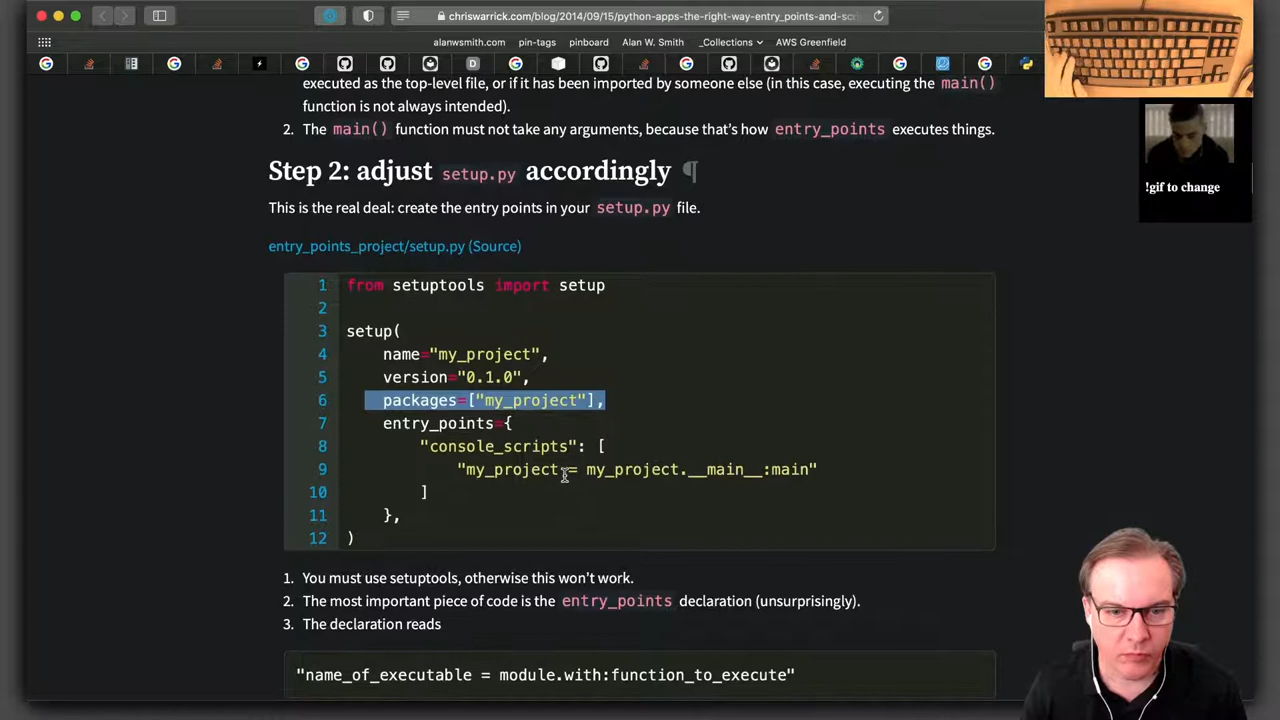 chriswarrick.com/blog/2014/09/15/python-apps-the-right-way-entry_points-and-scr
alanwsmith.com pin-tags pinboard Alan W. Smith _Collections AWS Greenfield
executed as the top-level file, or if it has been imported by someone else (in this case, executing the main()
function is not always intended).
2. The main() function must not take any arguments, because that's how entry_points executes things.
!gif to change
Step 2: adjust setup.py accordingly ¶
This is the real deal: create the entry points in your setup.py file.
entry_points_project/setup.py (Source)
1 from setuptools import setup
2
3 setup(
4 name="my_project",
5 version="0.1.0",
6 packages=["my_project"],
7 entry_points={
8 "console_scripts": [
9 "my_project = my_project.__main__:main"
10 ]
11 },
12 )
1. You must use setuptools, otherwise this won't work.
2. The most important piece of code is the entry_points declaration (unsurprisingly).
3. The declaration reads
"name_of_executable = module.with:function_to_execute"